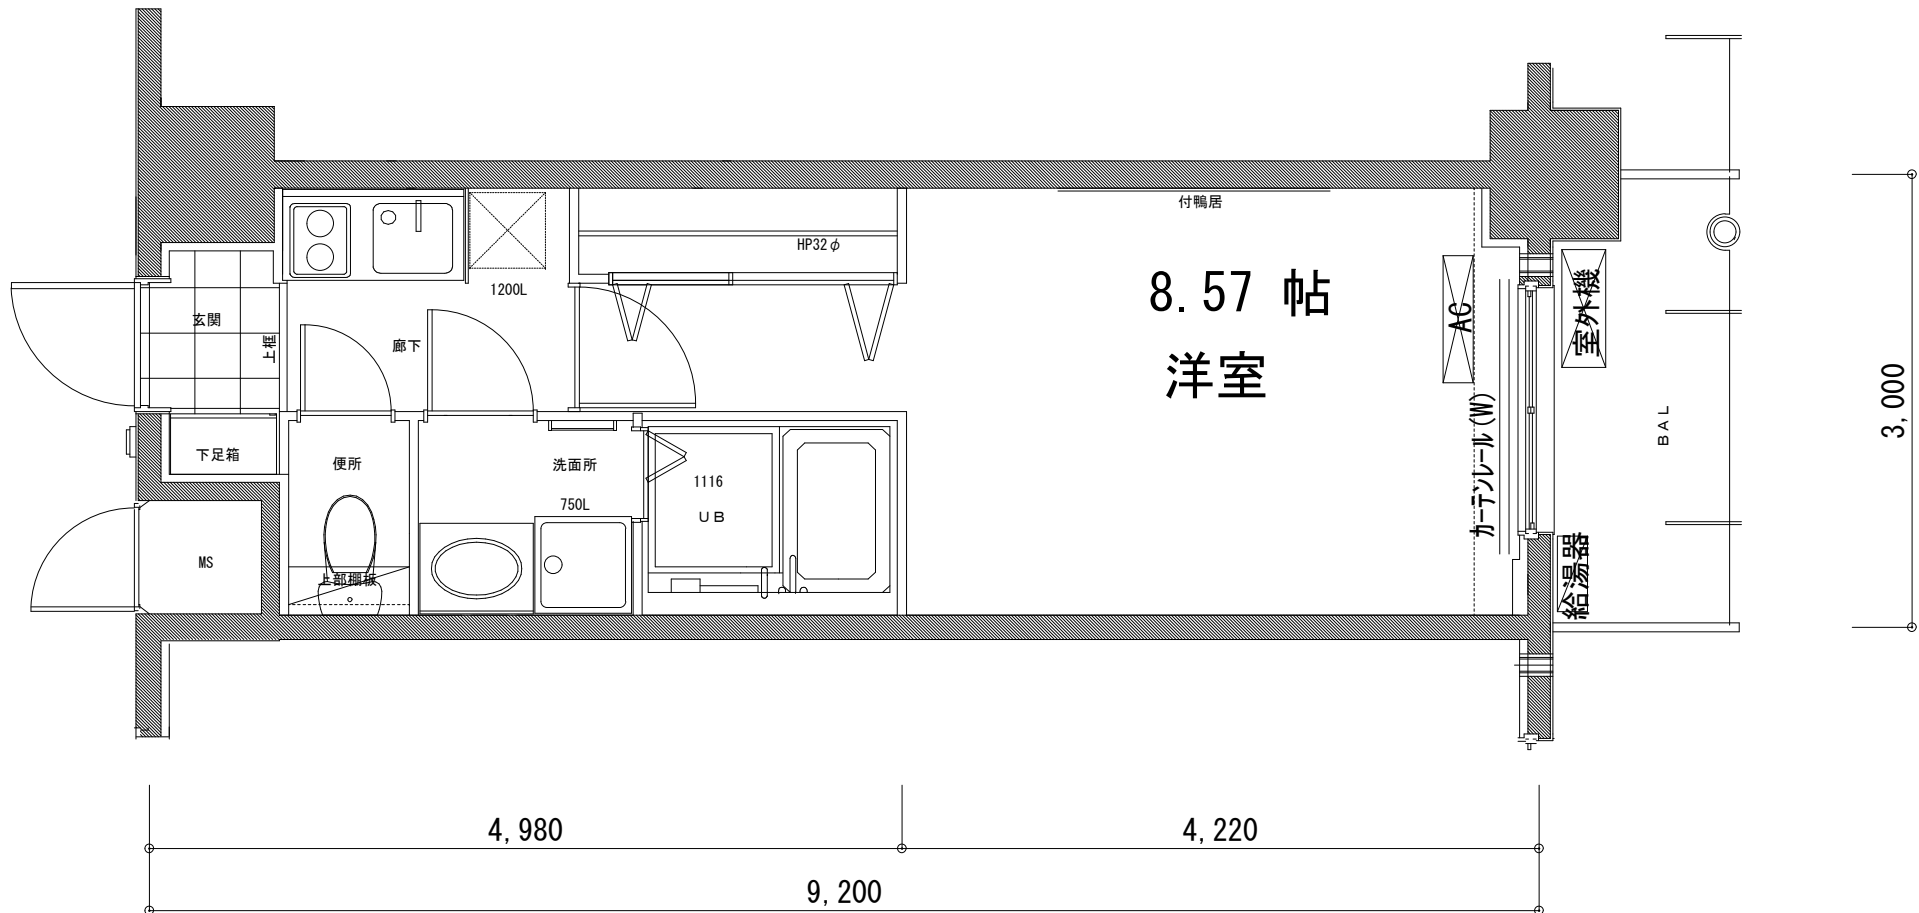 付鴨居
HP32φ
8.57 帖
洋室
1200L
玄関
上框
廊下
AC
室外機
カーテンレール(W)
BAL
3,000
下足箱
便所
洗面所
750L
1116
UB
MS
上部棚板
給湯器
4,980
4,220
9,200